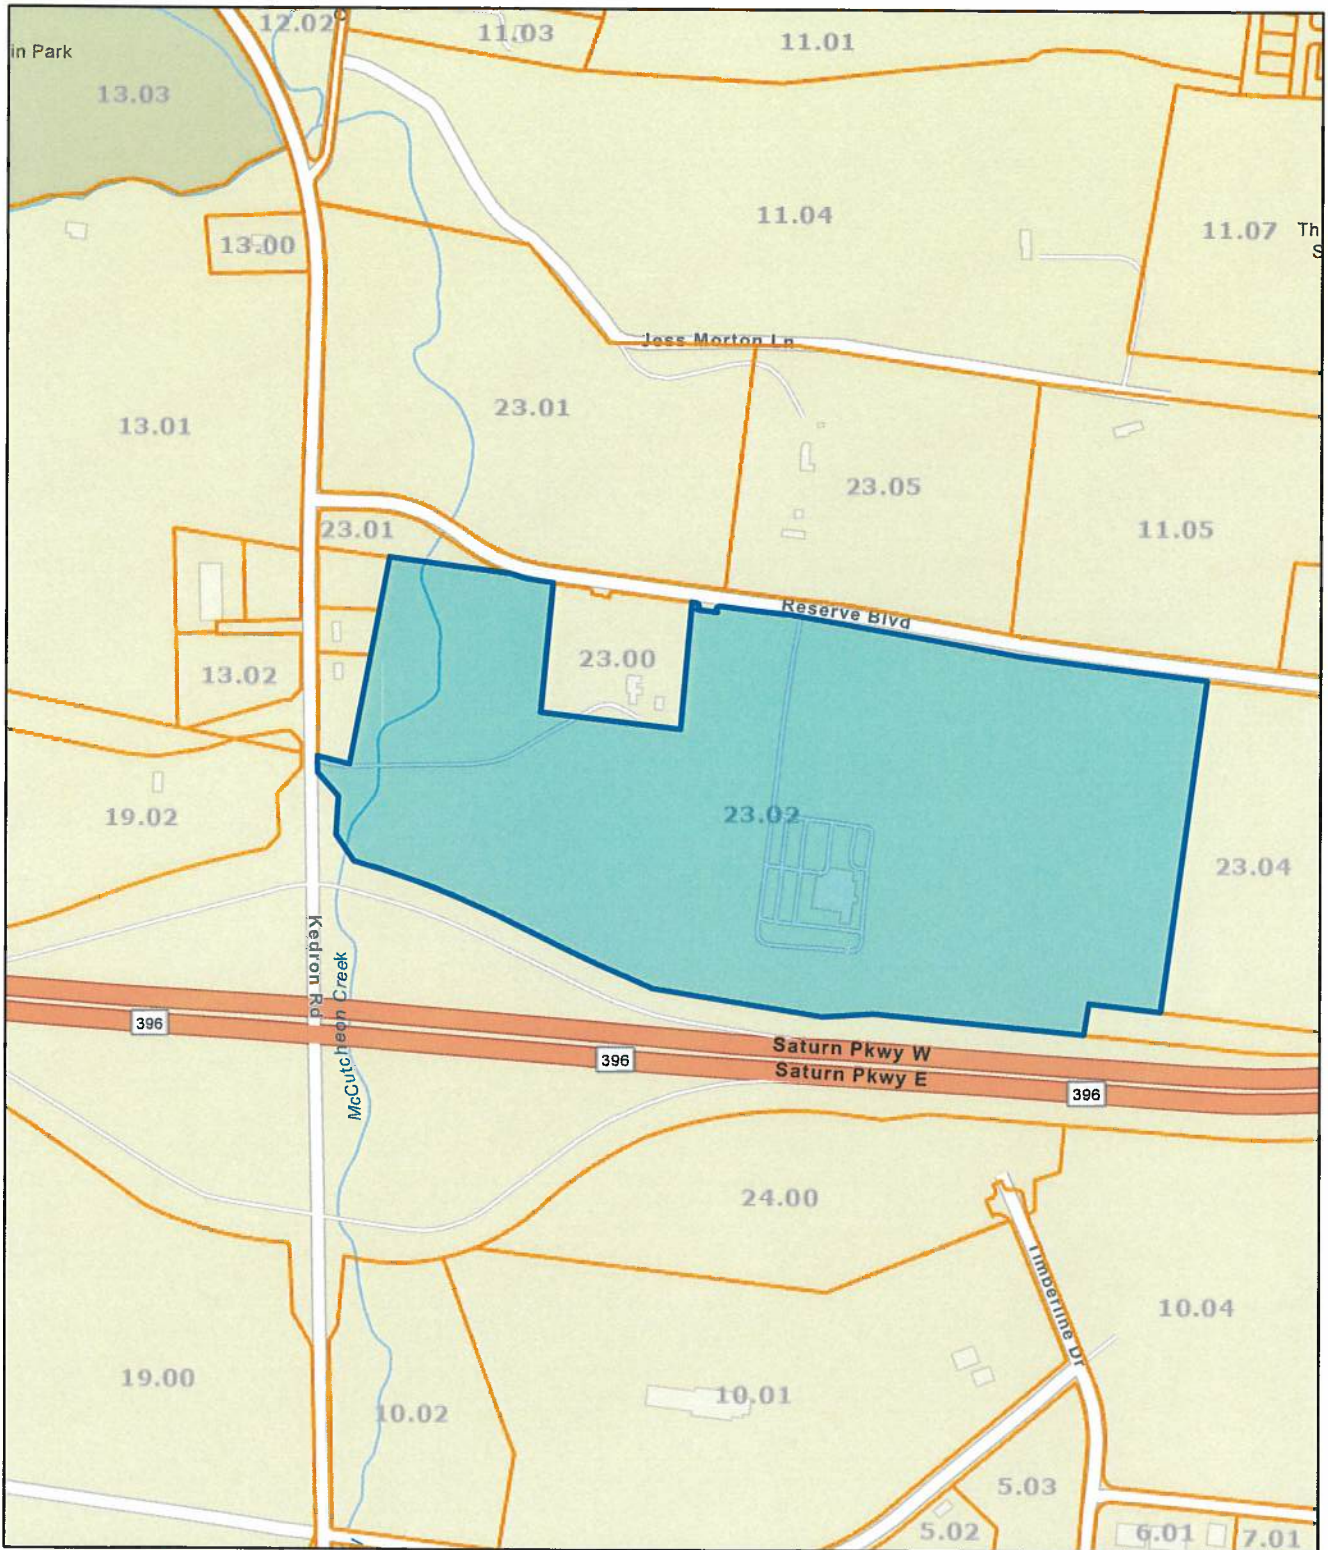 12.02
11.03
11.01
in Park
13.03
11.04
11.07
Th
S
13.00
Jess Morton Ln
23.01
13.01
23.05
11.05
23.01
Reserve Blvd
23.00
13.02
23.02
19.02
23.04
Kedron Rd
McCutcheon Creek
396
396
396
Saturn Pkwy W
Saturn Pkwy E
24.00
Timberline Dr
10.04
19.00
10.02
10.01
5.03
5.02
6.01
7.01